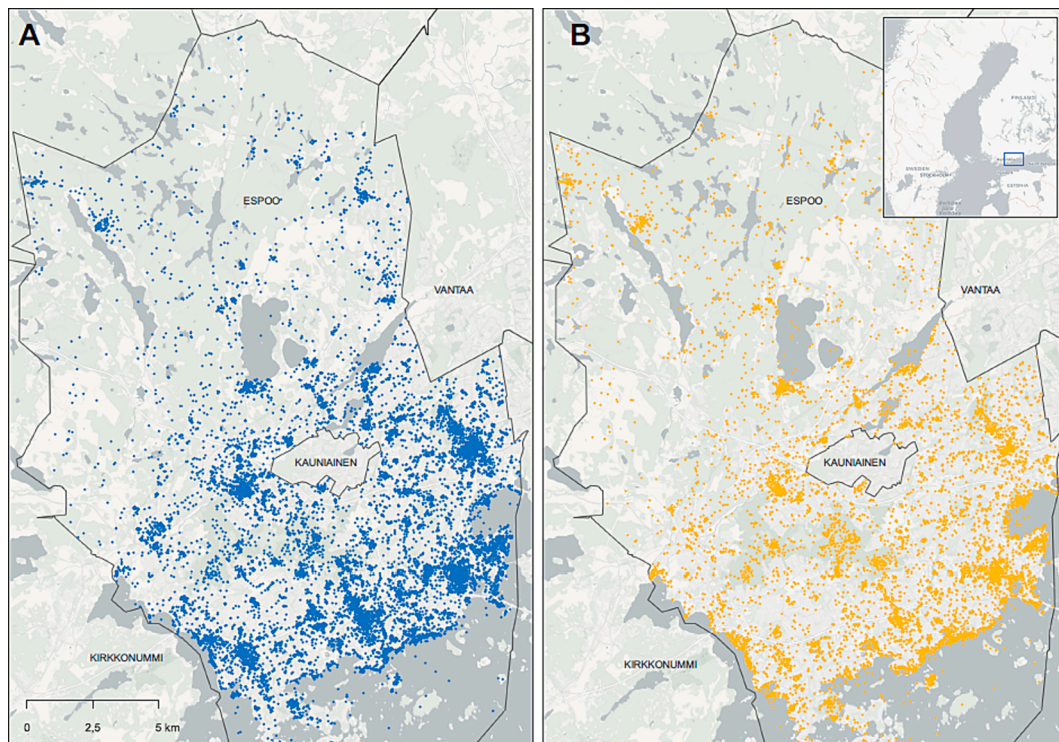 A
ESPOO
VANTAA
KAUNIAINEN
KIRKKONUMMI
0 2,5 5 km
B
FINLAND
SWEDEN
STOCKHOLM
ESTONIA
ESPOO
VANTAA
KAUNIAINEN
KIRKKONUMMI